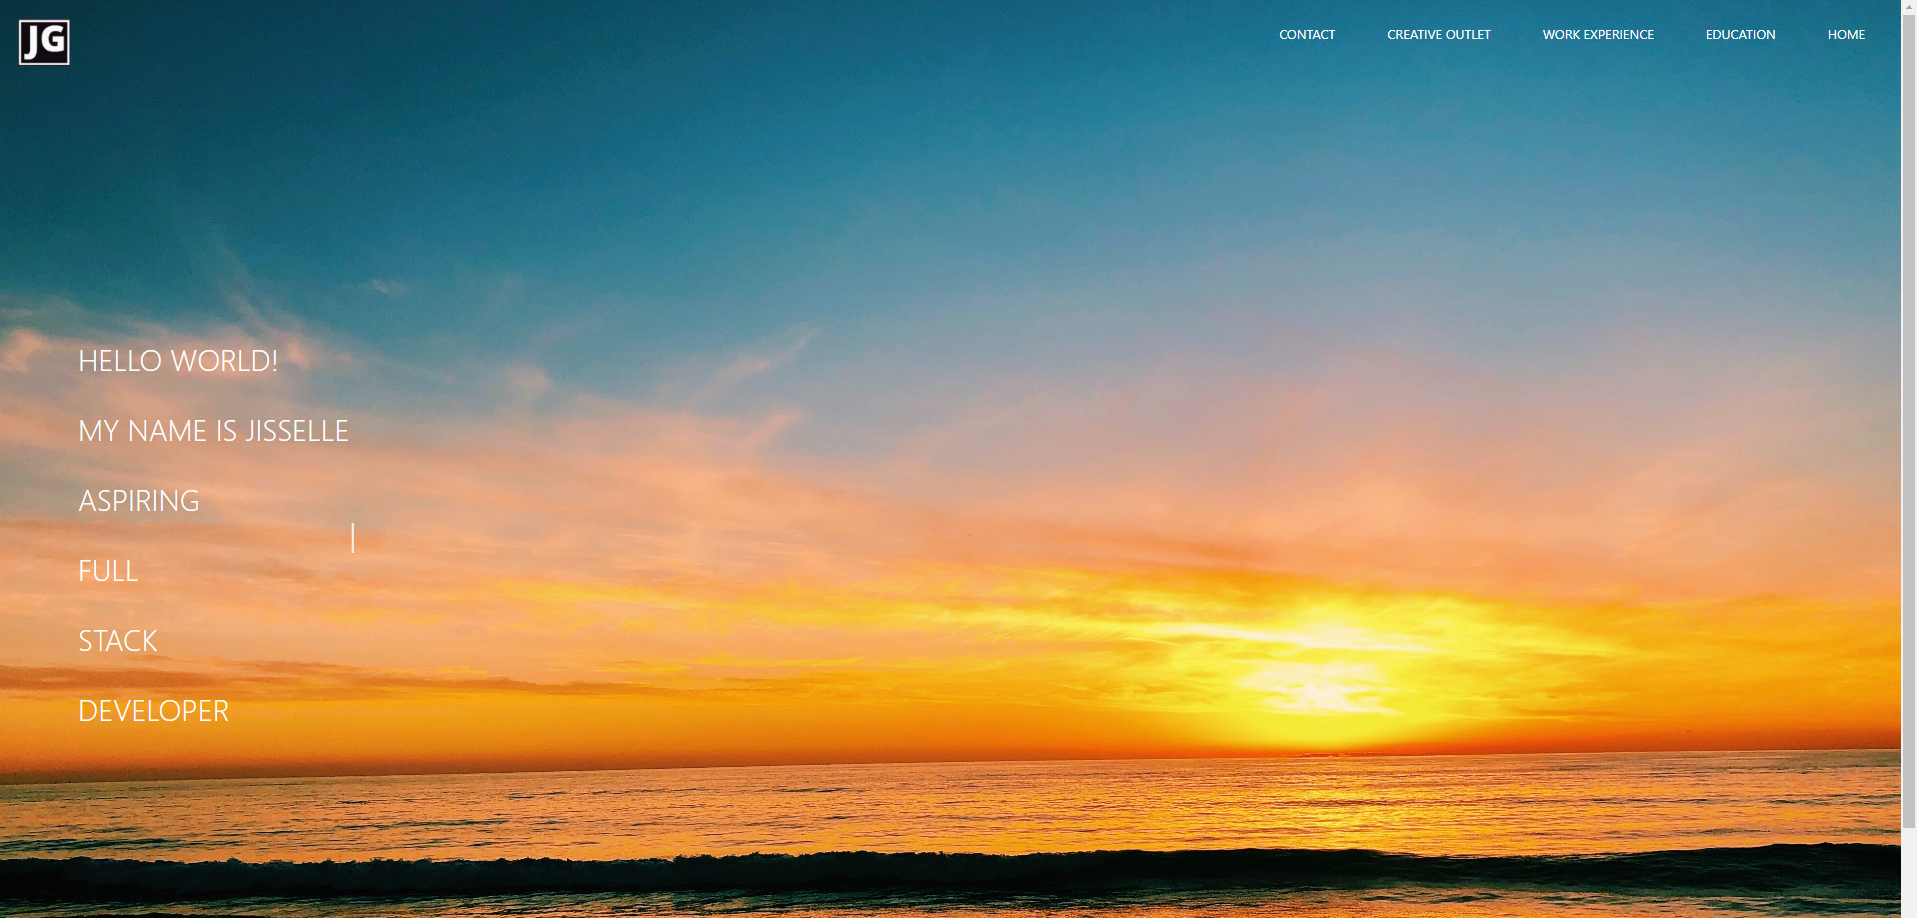 JG
CONTACT CREATIVE OUTLET WORK EXPERIENCE EDUCATION HOME
HELLO WORLD!
MY NAME IS JISSELLE
ASPIRING
FULL
STACK
DEVELOPER